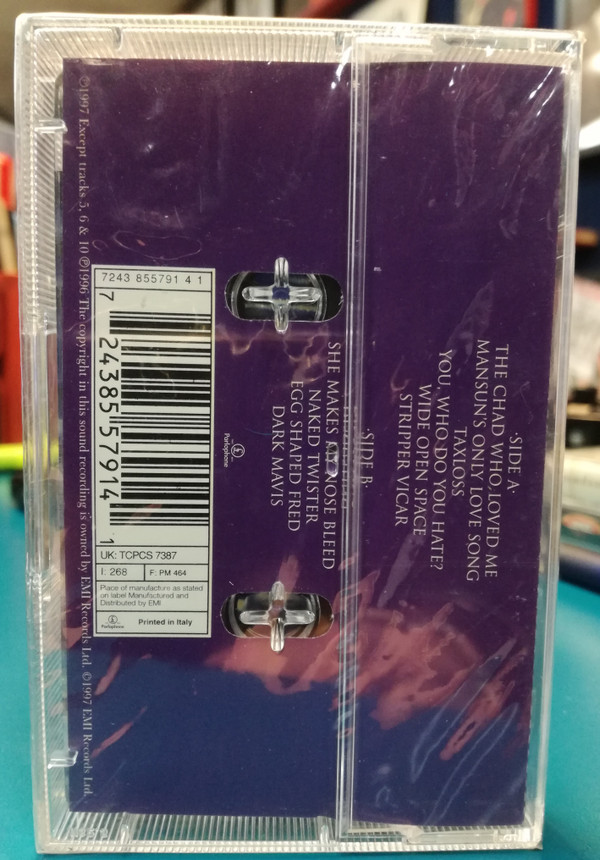 ·SIDE A·
THE CHAD WHO LOVED ME
MANSUN'S ONLY LOVE SONG
TAXLOSS
YOU, WHO DO YOU HATE?
WIDE OPEN SPACE
STRIPPER VICAR
·SIDE B·
SHE MAKES MY NOSE BLEED
NAKED TWISTER
EGG SHAPED FRED
DARK MAVIS
Parlophone
7243 855791 4 1
7 24385 57914 1
UK: TCPCS 7387
I: 268 F: PM 464
Place of manufacture as stated
on label Manufactured and
Distributed by EMI
Parlophone Printed in Italy
℗1997 Except tracks 5, 6 & 10 ℗1996 The copyright in this sound recording is owned by EMI Records Ltd. ©1997 EMI Records Ltd.